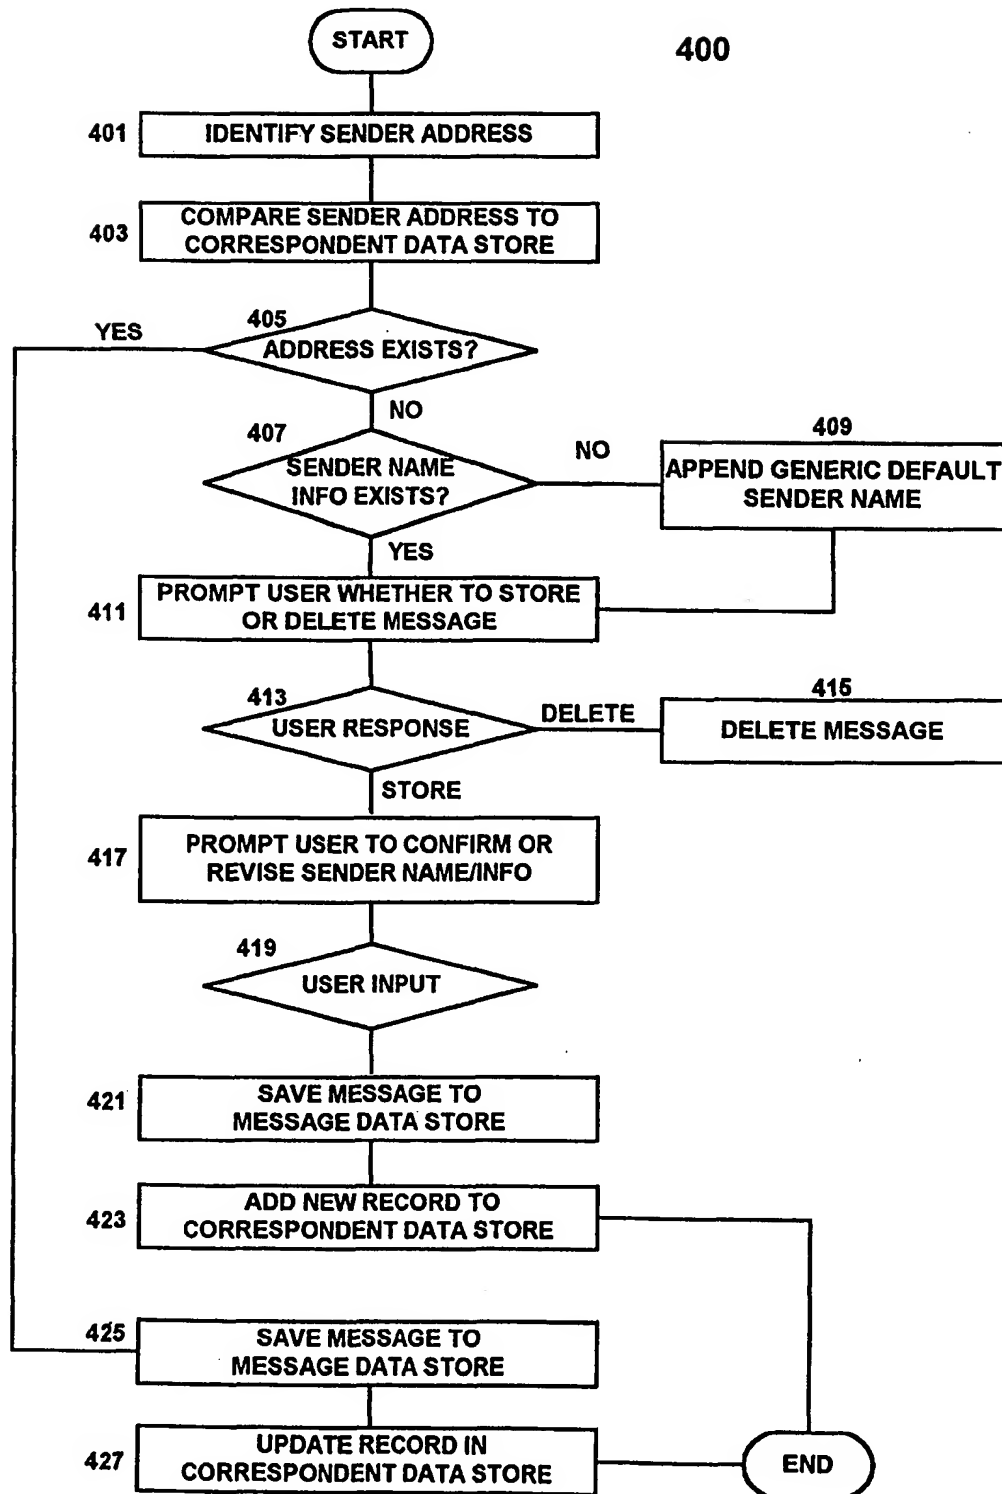 START
400
401
IDENTIFY SENDER ADDRESS
403
COMPARE SENDER ADDRESS TO
CORRESPONDENT DATA STORE
405
YES
ADDRESS EXISTS?
NO
407
SENDER NAME
INFO EXISTS?
NO
409
APPEND GENERIC DEFAULT
SENDER NAME
YES
411
PROMPT USER WHETHER TO STORE
OR DELETE MESSAGE
413
USER RESPONSE
DELETE
415
DELETE MESSAGE
STORE
417
PROMPT USER TO CONFIRM OR
REVISE SENDER NAME/INFO
419
USER INPUT
421
SAVE MESSAGE TO
MESSAGE DATA STORE
423
ADD NEW RECORD TO
CORRESPONDENT DATA STORE
425
SAVE MESSAGE TO
MESSAGE DATA STORE
427
UPDATE RECORD IN
CORRESPONDENT DATA STORE
END